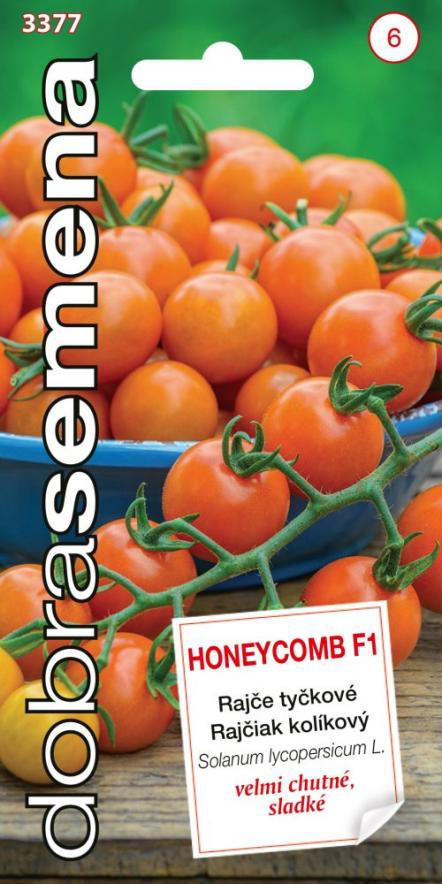 3377
6
dobrasemena
HONEYCOMB F1
Rajče tyčkové
Rajčiak kolíkový
Solanum lycopersicum L.
velmi chutné,
sladké